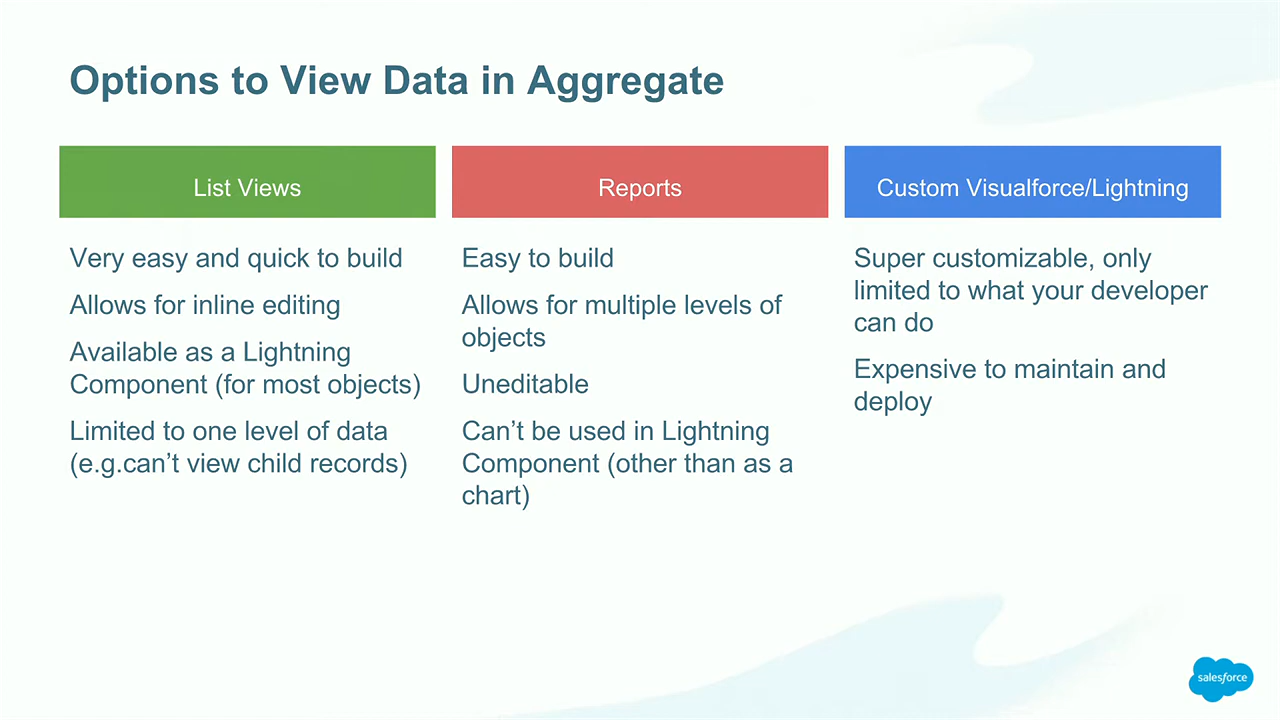 Options to View Data in Aggregate
List Views
Very easy and quick to build
Allows for inline editing
Available as a Lightning
Component (for most objects)
Limited to one level of data
(e.g.can't view child records)
Reports
Easy to build
Allows for multiple levels of
objects
Uneditable
Can't be used in Lightning
Component (other than as a
chart)
Custom Visualforce/Lightning
Super customizable, only
limited to what your developer
can do
Expensive to maintain and
deploy
salesforce